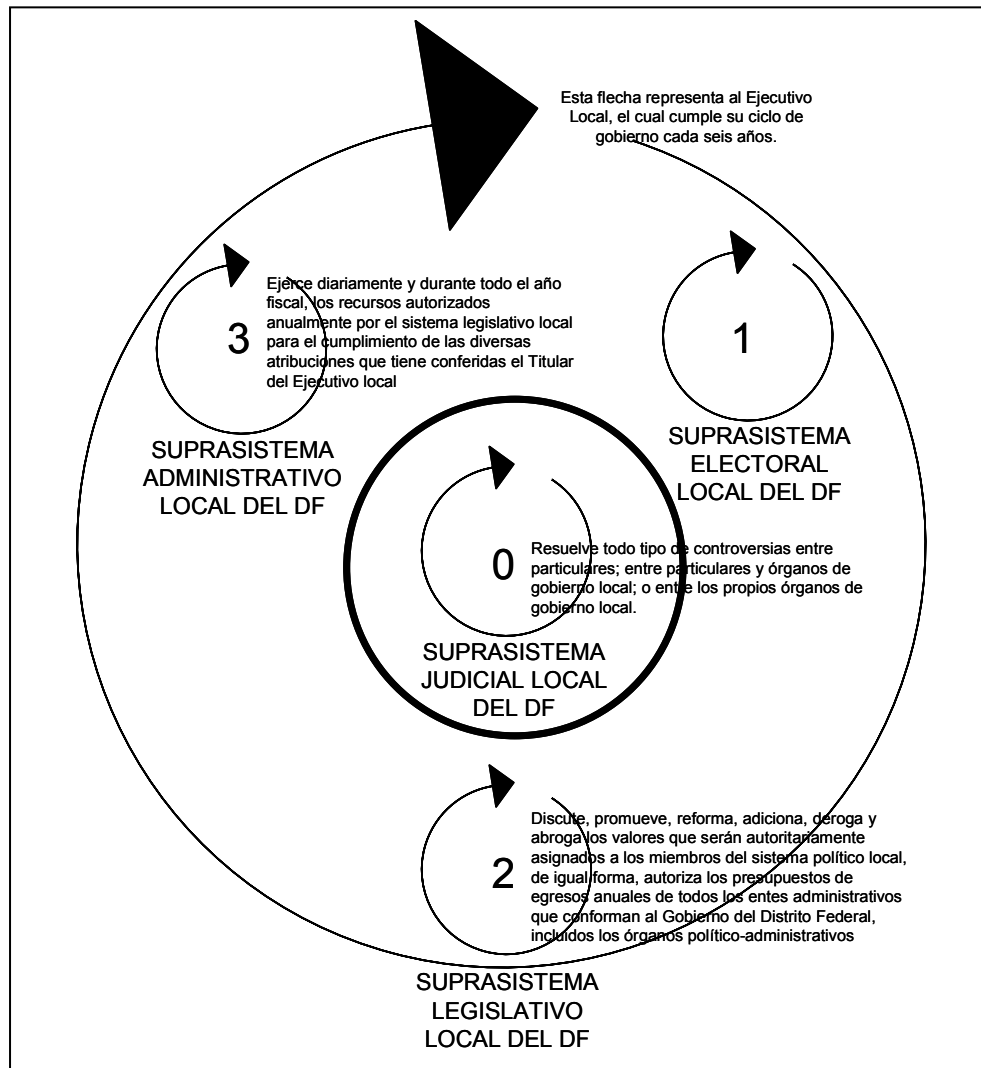 Esta flecha representa al Ejecutivo
Local, el cual cumple su ciclo de
gobierno cada seis años.
3
Ejerce diariamente y durante todo el año
fiscal, los recursos autorizados
anualmente por el sistema legislativo local
para el cumplimiento de las diversas
atribuciones que tiene conferidas el Titular
del Ejecutivo local
SUPRASISTEMA
ADMINISTRATIVO
LOCAL DEL DF
1
SUPRASISTEMA
ELECTORAL
LOCAL DEL DF
0
Resuelve todo tipo de controversias entre
particulares; entre particulares y órganos de
gobierno local; o entre los propios órganos de
gobierno local.
SUPRASISTEMA
JUDICIAL LOCAL
DEL DF
2
Discute, promueve, reforma, adiciona, deroga y
abroga los valores que serán autoritariamente
asignados a los miembros del sistema político local,
de igual forma, autoriza los presupuestos de
egresos anuales de todos los entes administrativos
que conforman al Gobierno del Distrito Federal,
incluidos los órganos político-administrativos
SUPRASISTEMA
LEGISLATIVO
LOCAL DEL DF